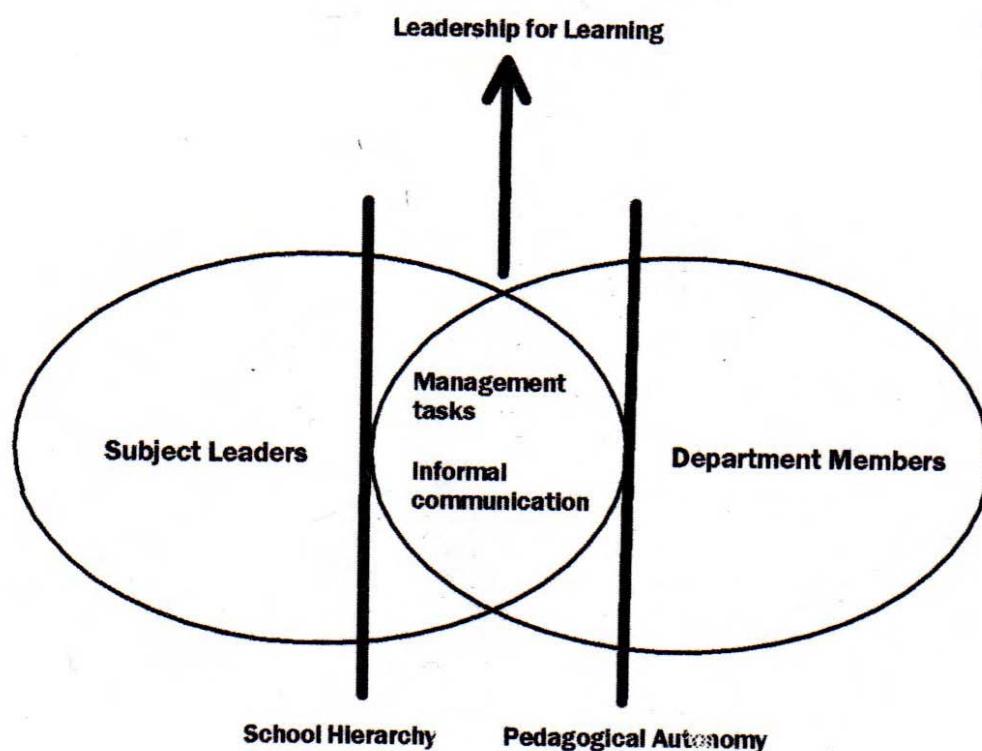 Leadership for Learning
Management
tasks
Subject Leaders
Informal
communication
Department Members
School Hierarchy
Pedagogical Autonomy